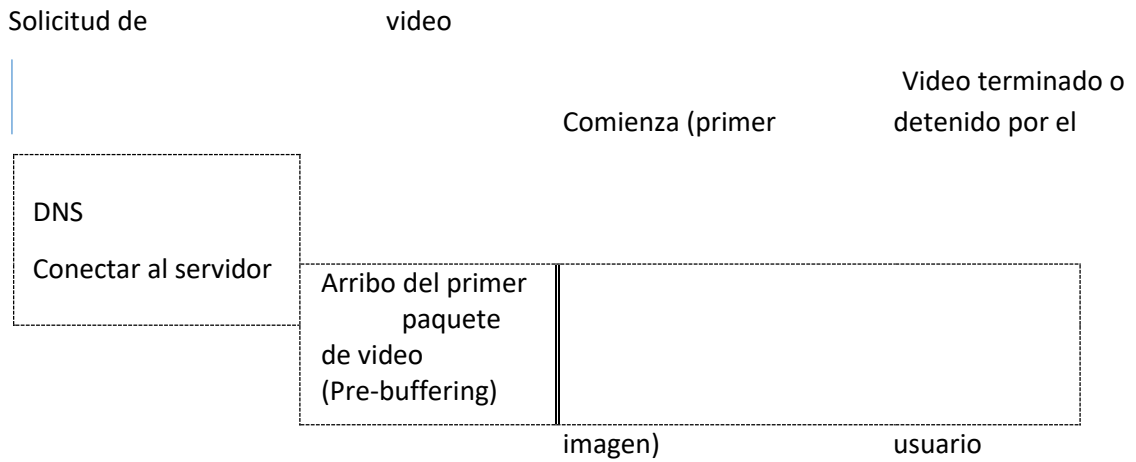 Solicitud de video
Video terminado o
Comienza (primer detenido por el
DNS
Conectar al servidor
Arribo del primer
paquete
de video
(Pre-buffering)
imagen) usuario